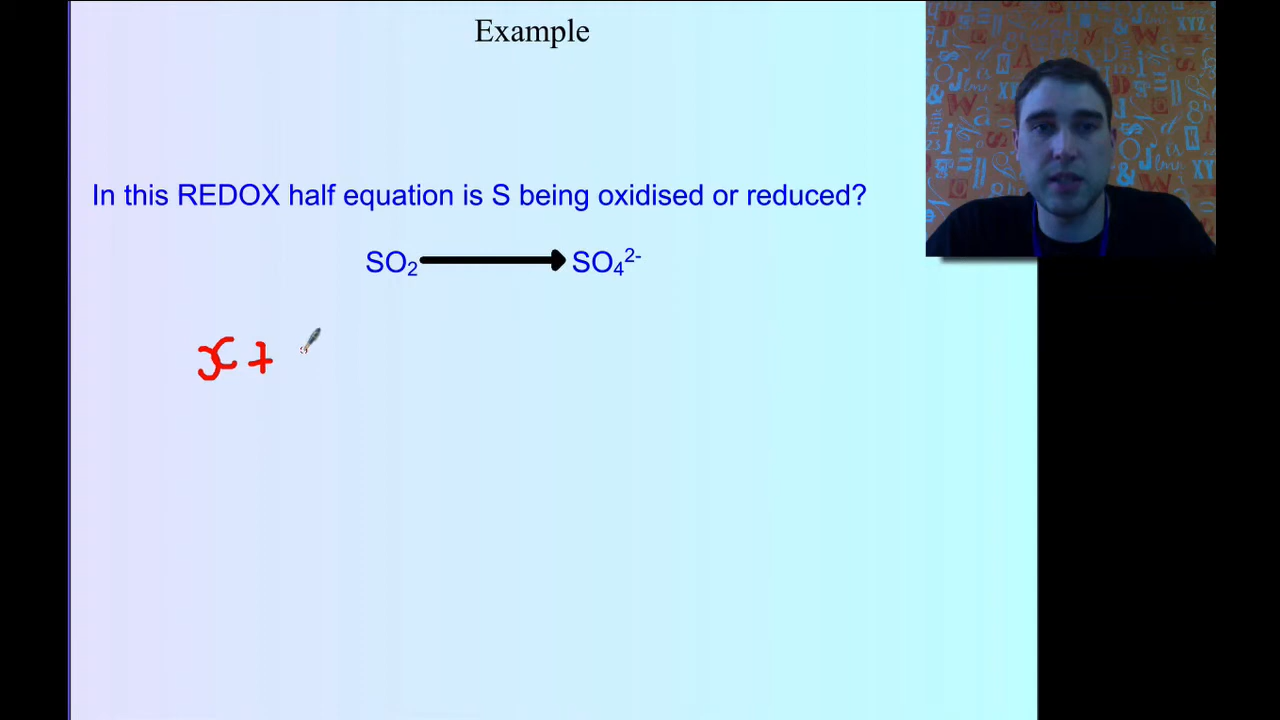 Example
In this REDOX half equation is S being oxidised or reduced?
SO₂ → SO₄²⁻
x +